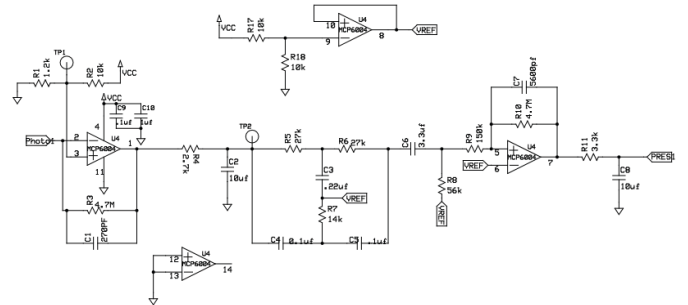 VCC
R17
10k
R18
10k
10
9
U4
MCP6004
8
VREF
TP1
R1
1.2k
R2
10k
VCC
VCC
C9
.1uf
C10
1uf
4
Photo1
2
3
U4
MCP6004
1
11
R3
4.7M
C1
270PF
R4
2.7k
TP2
C2
10uf
R5
27k
R6
27k
C3
.22uf
VREF
R7
14k
C4
0.1uf
C5
.1uf
C6
3.3uf
R8
56k
VREF
R9
150k
C7
5600pf
R10
4.7M
VREF
5
6
U4
MCP6004
7
R11
3.3k
C8
10uf
PRES1
12
13
U4
MCP6004
14